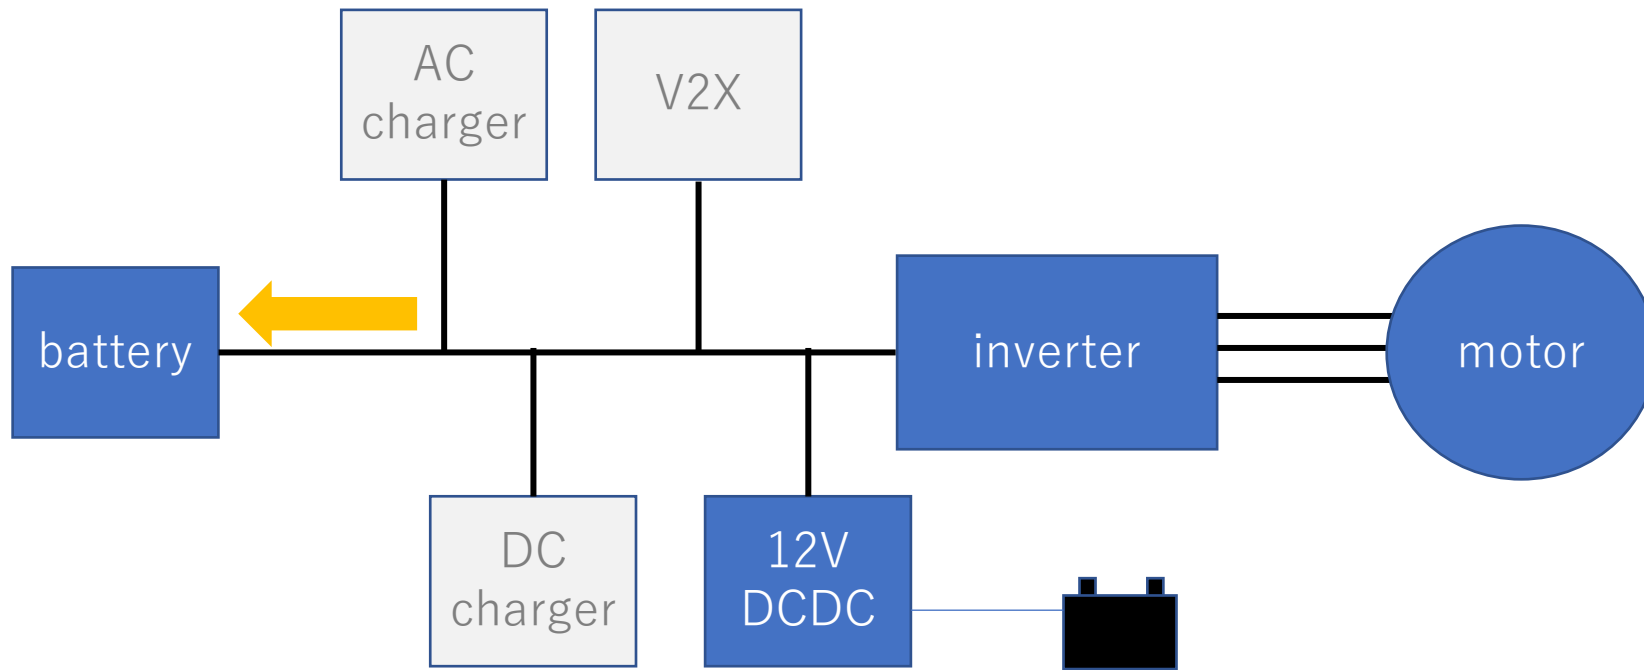 AC
charger
V2X
battery
inverter
motor
DC
charger
12V
DCDC